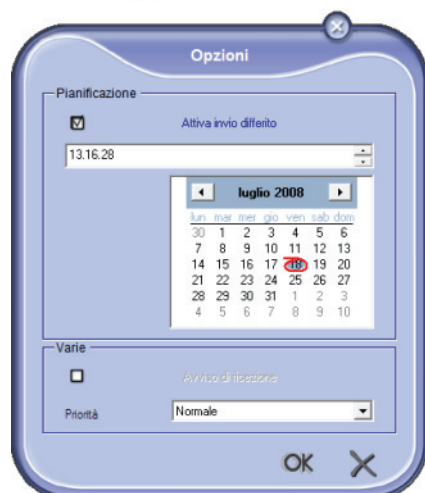 Opzioni
Pianificazione
Attiva invio differito
13.16.28
luglio 2008
lun mar mer gio ven sab dom
30 1 2 3 4 5 6
7 8 9 10 11 12 13
14 15 16 17 18 19 20
21 22 23 24 25 26 27
28 29 30 31 1 2 3
4 5 6 7 8 9 10
Varie
Avviso di ricezione
Priorità Normale
OK